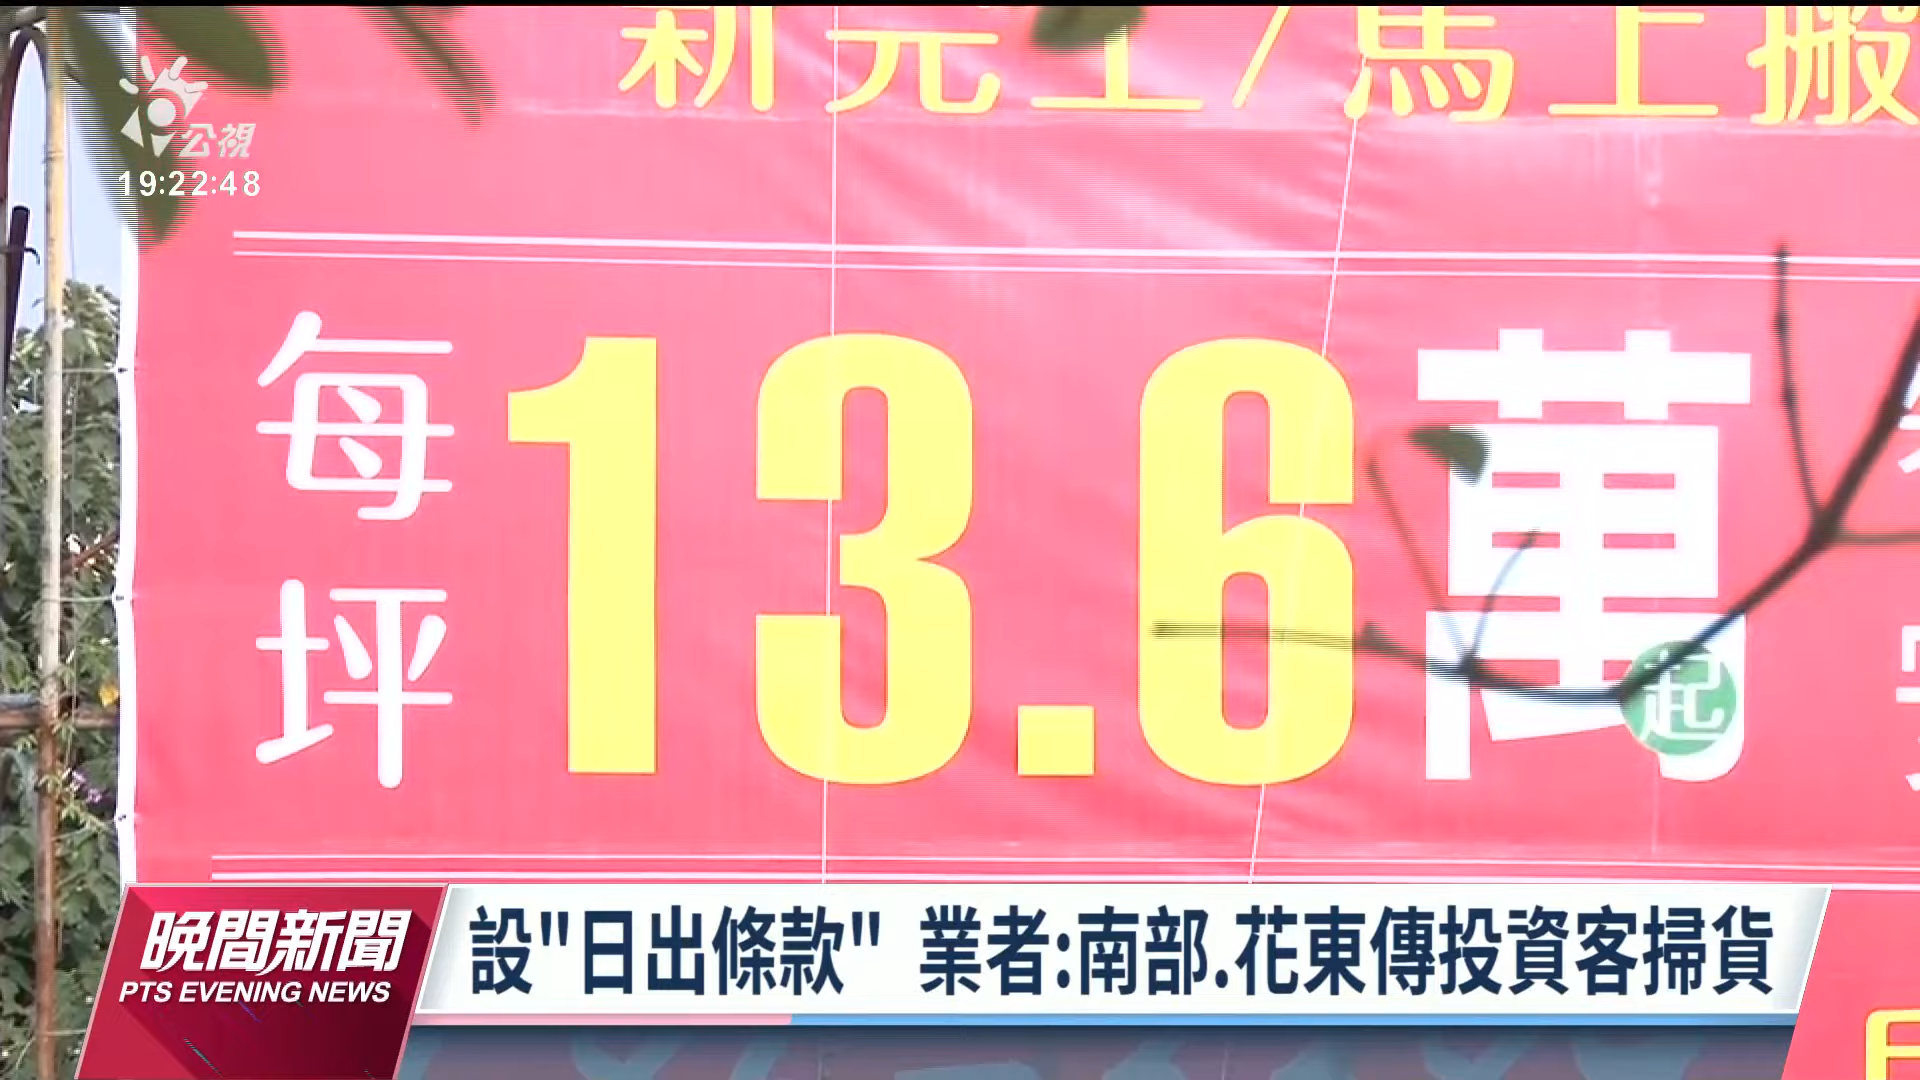 新完工/馬上搬
公視
19:22:48
每坪13.6萬起
晚間新聞
設"日出條款" 業者:南部.花東傳投資客掃貨
PTS EVENING NEWS